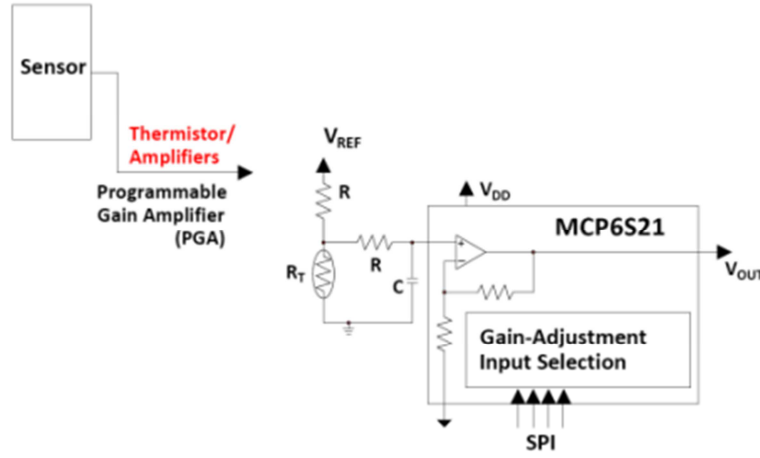 Sensor
Thermistor/
Amplifiers
Programmable
Gain Amplifier
(PGA)
VREF
R
RT
R
C
VDD
MCP6S21
+
−
VOUT
Gain-Adjustment
Input Selection
SPI